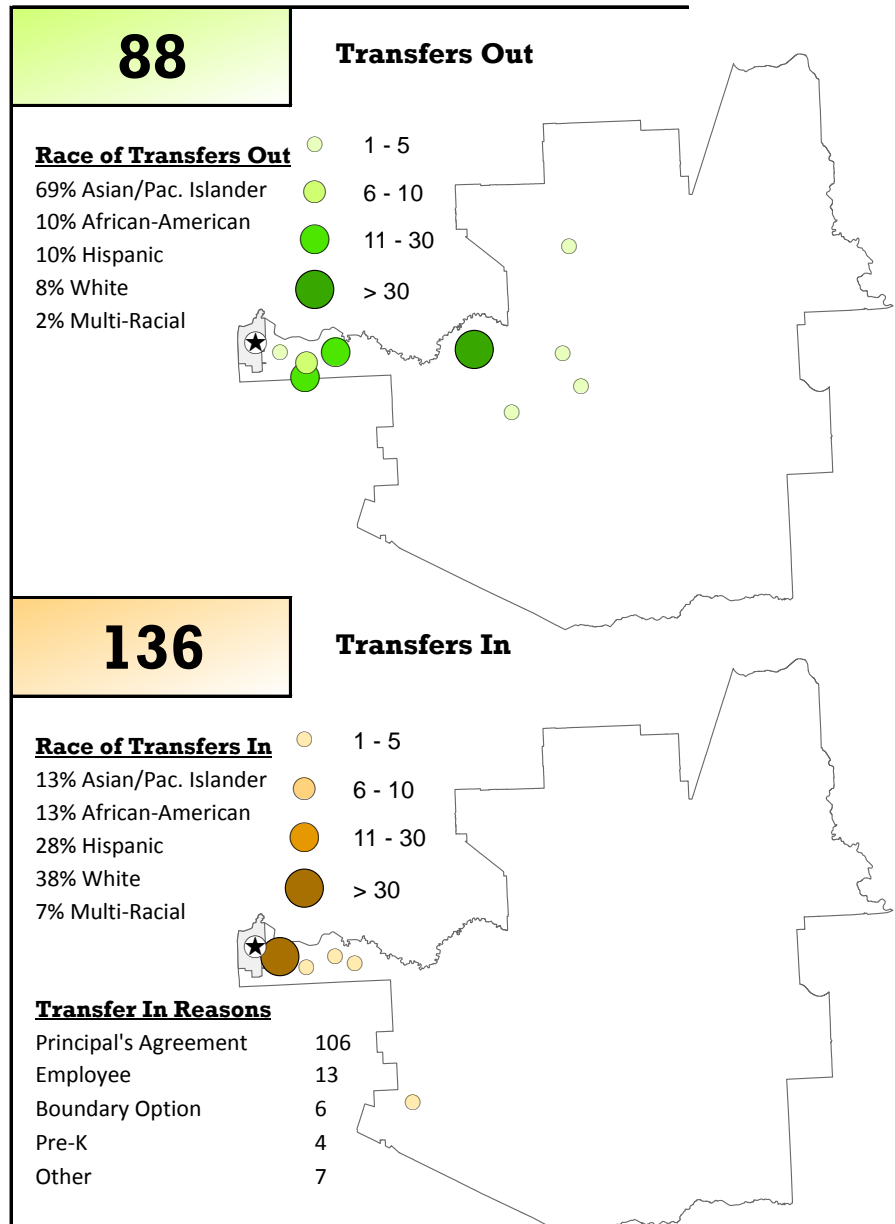 88
Transfers Out
Race of Transfers Out
69% Asian/Pac. Islander
10% African-American
10% Hispanic
8% White
2% Multi-Racial
1 - 5
6 - 10
11 - 30
> 30
136
Transfers In
Race of Transfers In
13% Asian/Pac. Islander
13% African-American
28% Hispanic
38% White
7% Multi-Racial
1 - 5
6 - 10
11 - 30
> 30
Transfer In Reasons
Principal's Agreement 106
Employee 13
Boundary Option 6
Pre-K 4
Other 7